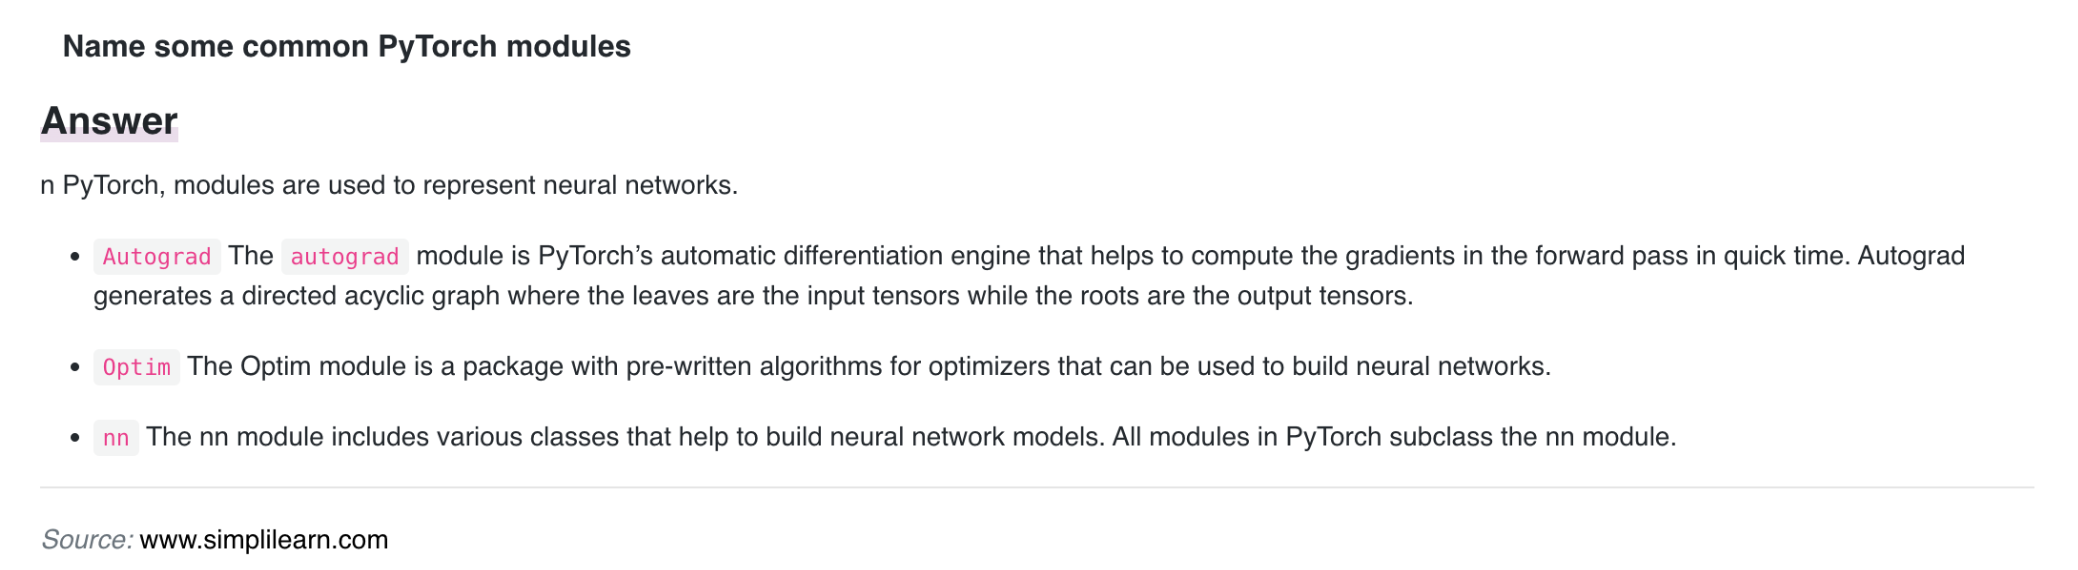 Name some common PyTorch modules
Answer
n PyTorch, modules are used to represent neural networks.
• Autograd The autograd module is PyTorch’s automatic differentiation engine that helps to compute the gradients in the forward pass in quick time. Autograd
generates a directed acyclic graph where the leaves are the input tensors while the roots are the output tensors.
• Optim The Optim module is a package with pre-written algorithms for optimizers that can be used to build neural networks.
• nn The nn module includes various classes that help to build neural network models. All modules in PyTorch subclass the nn module.
Source: www.simplilearn.com